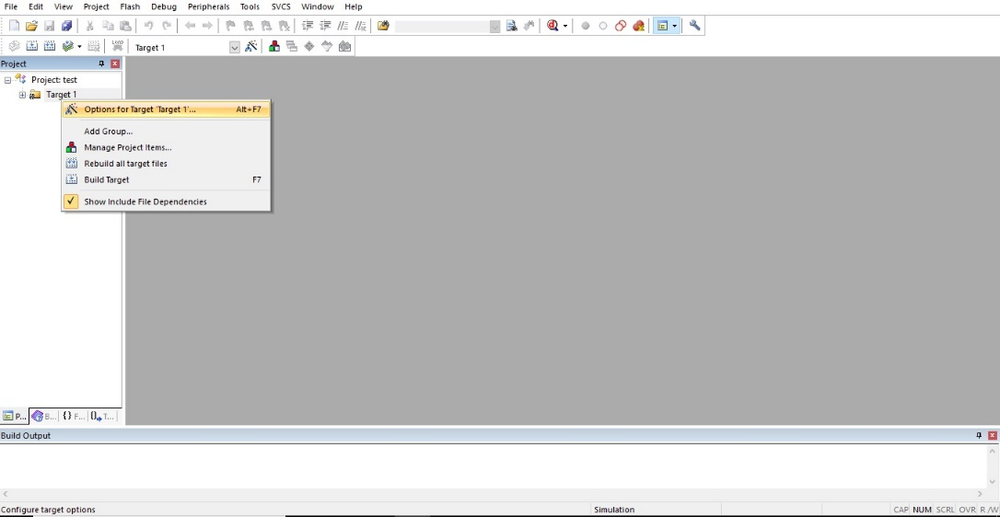 File Edit View Project Flash Debug Peripherals Tools SVCS Window Help
Target 1
Project
Project: test
Target 1
Options for Target 'Target 1'... Alt+F7
Add Group...
Manage Project Items...
Rebuild all target files
Build Target F7
Show Include File Dependencies
P... B... {} F... 0 T...
Build Output
Configure target options Simulation CAP NUM SCRL OVR R/W